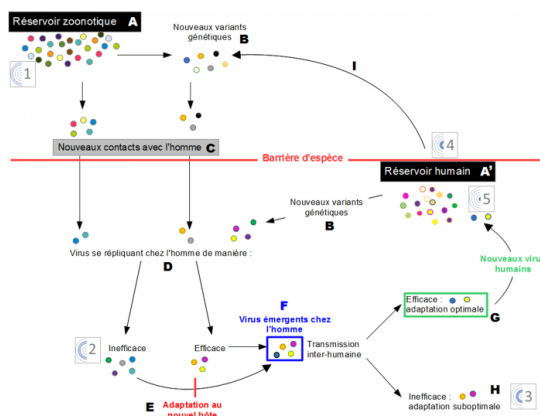 Réservoir zoonotique A
Nouveaux variants
génétiques B
1
I
Nouveaux contacts avec l'homme C
4
Barrière d'espèce
Réservoir humain A'
5
Nouveaux variants
génétiques
B
Virus se répliquant chez l'homme de manière :
D
Nouveaux virus
humains
F
Virus émergents chez
l'homme
Efficace :
adaptation optimale
G
2
Inefficace
Efficace
Transmission
inter-humaine
H
Inefficace :
adaptation suboptimale
3
E
Adaptation au
nouvel hôte